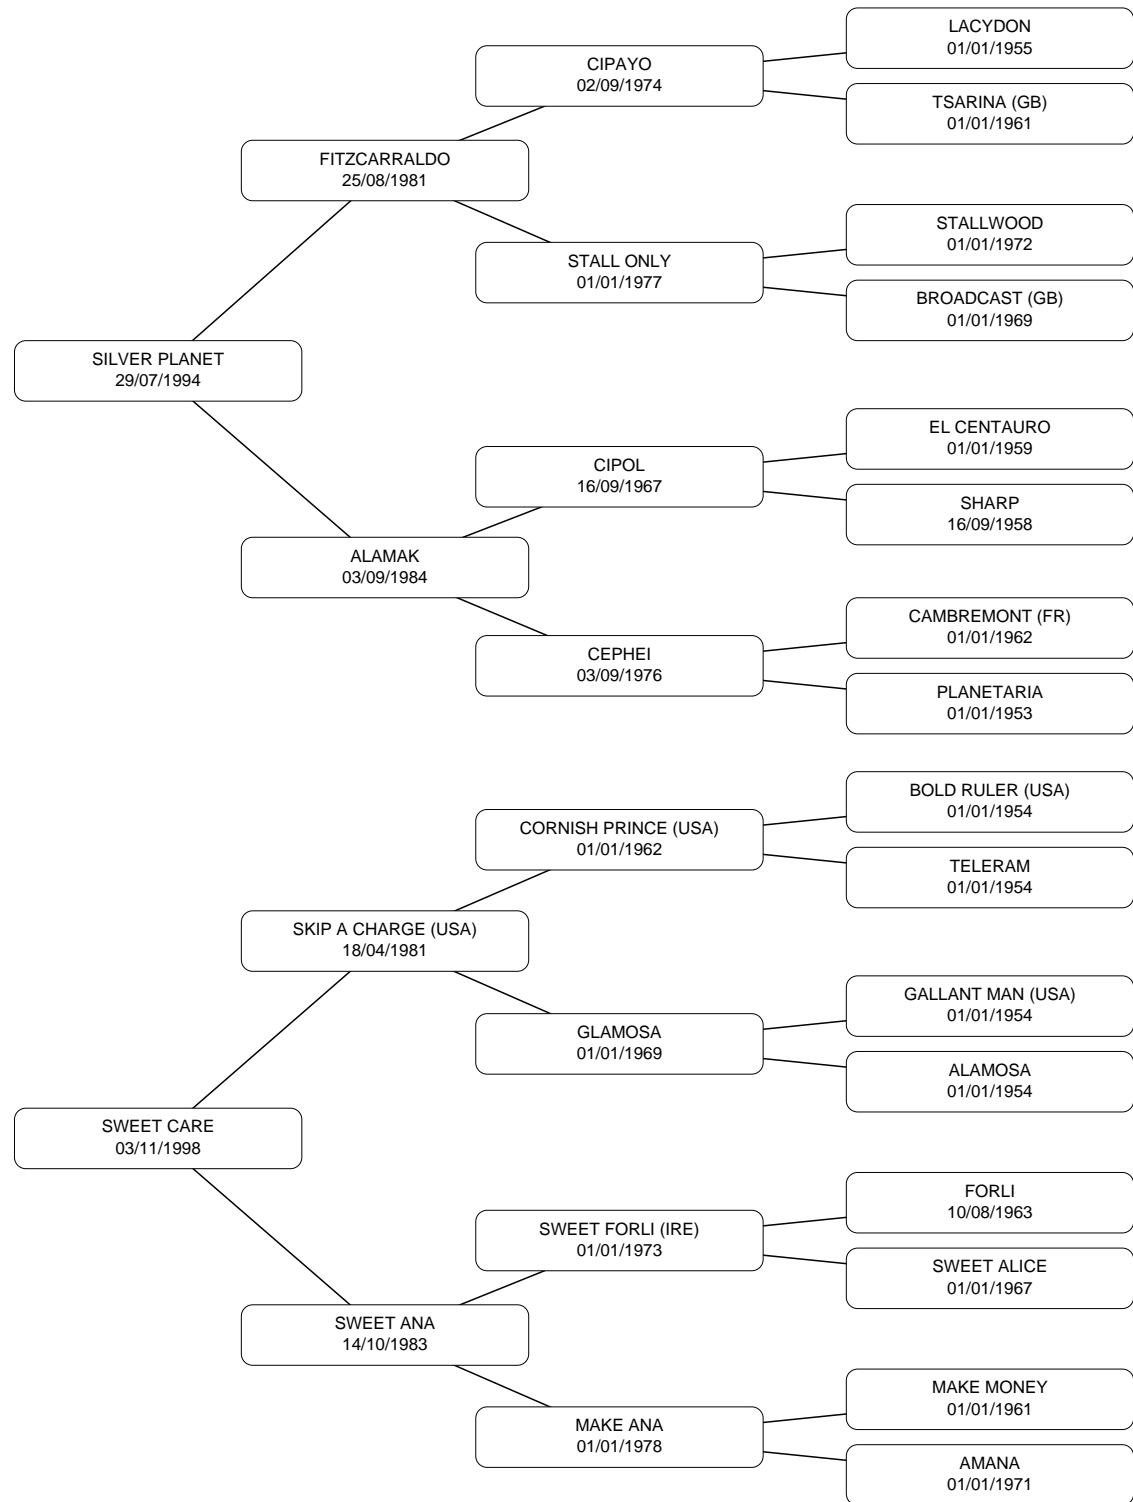 LACYDON
01/01/1955
CIPAYO
02/09/1974
TSARINA (GB)
01/01/1961
FITZCARRALDO
25/08/1981
STALLWOOD
01/01/1972
STALL ONLY
01/01/1977
BROADCAST (GB)
01/01/1969
SILVER PLANET
29/07/1994
EL CENTAURO
01/01/1959
CIPOL
16/09/1967
SHARP
16/09/1958
ALAMAK
03/09/1984
CAMBREMONT (FR)
01/01/1962
CEPHEI
03/09/1976
PLANETARIA
01/01/1953
BOLD RULER (USA)
01/01/1954
CORNISH PRINCE (USA)
01/01/1962
TELERAM
01/01/1954
SKIP A CHARGE (USA)
18/04/1981
GALLANT MAN (USA)
01/01/1954
GLAMOSA
01/01/1969
ALAMOSA
01/01/1954
SWEET CARE
03/11/1998
FORLI
10/08/1963
SWEET FORLI (IRE)
01/01/1973
SWEET ALICE
01/01/1967
SWEET ANA
14/10/1983
MAKE MONEY
01/01/1961
MAKE ANA
01/01/1978
AMANA
01/01/1971